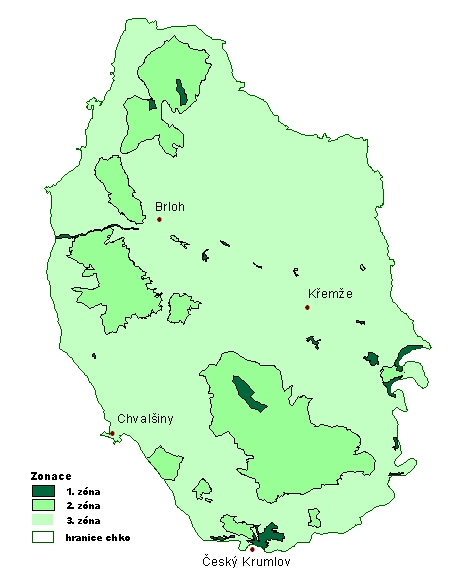 Brloh
Křemže
Chvalšiny
Zonace
1. zóna
2. zóna
3. zóna
hranice chko
Český Krumlov